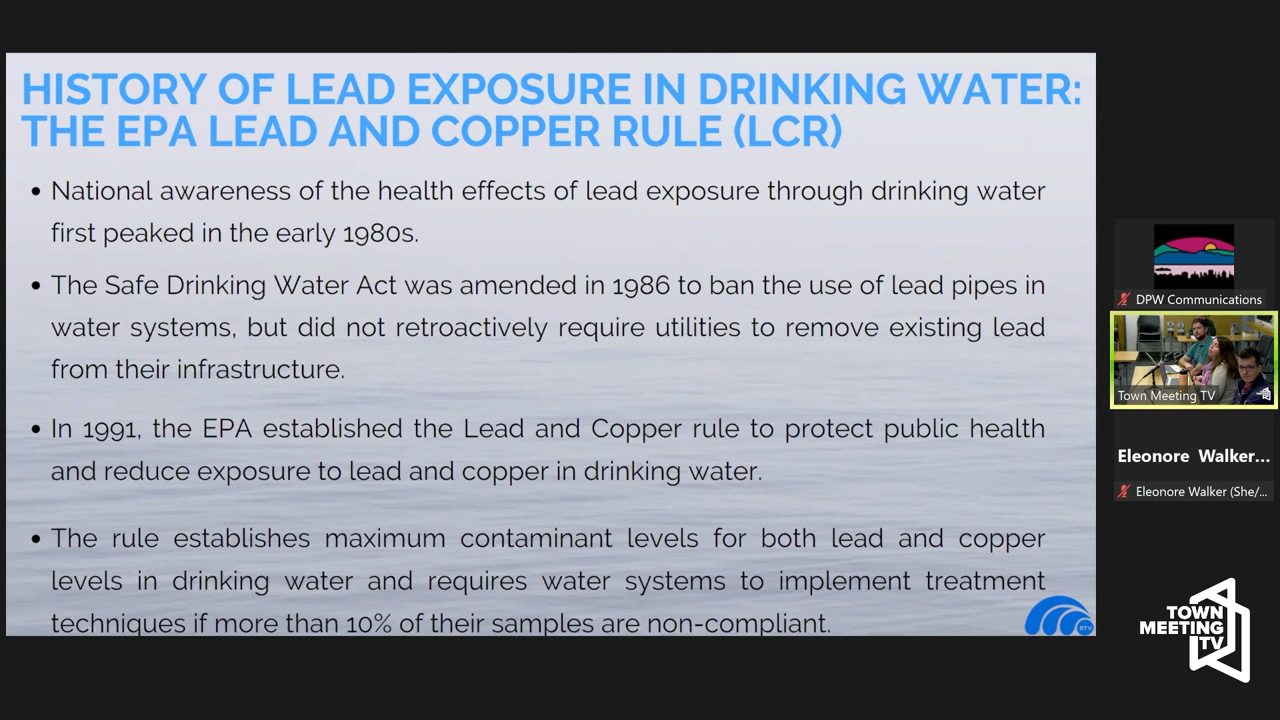 HISTORY OF LEAD EXPOSURE IN DRINKING WATER:
THE EPA LEAD AND COPPER RULE (LCR)
• National awareness of the health effects of lead exposure through drinking water
first peaked in the early 1980s.
• The Safe Drinking Water Act was amended in 1986 to ban the use of lead pipes in
water systems, but did not retroactively require utilities to remove existing lead
from their infrastructure.
• In 1991, the EPA established the Lead and Copper rule to protect public health
and reduce exposure to lead and copper in drinking water.
• The rule establishes maximum contaminant levels for both lead and copper
levels in drinking water and requires water systems to implement treatment
techniques if more than 10% of their samples are non-compliant.
BTV
DPW Communications
Town Meeting TV
Eleonore Walker...
Eleonore Walker (She/...
TOWN
MEETING
TV